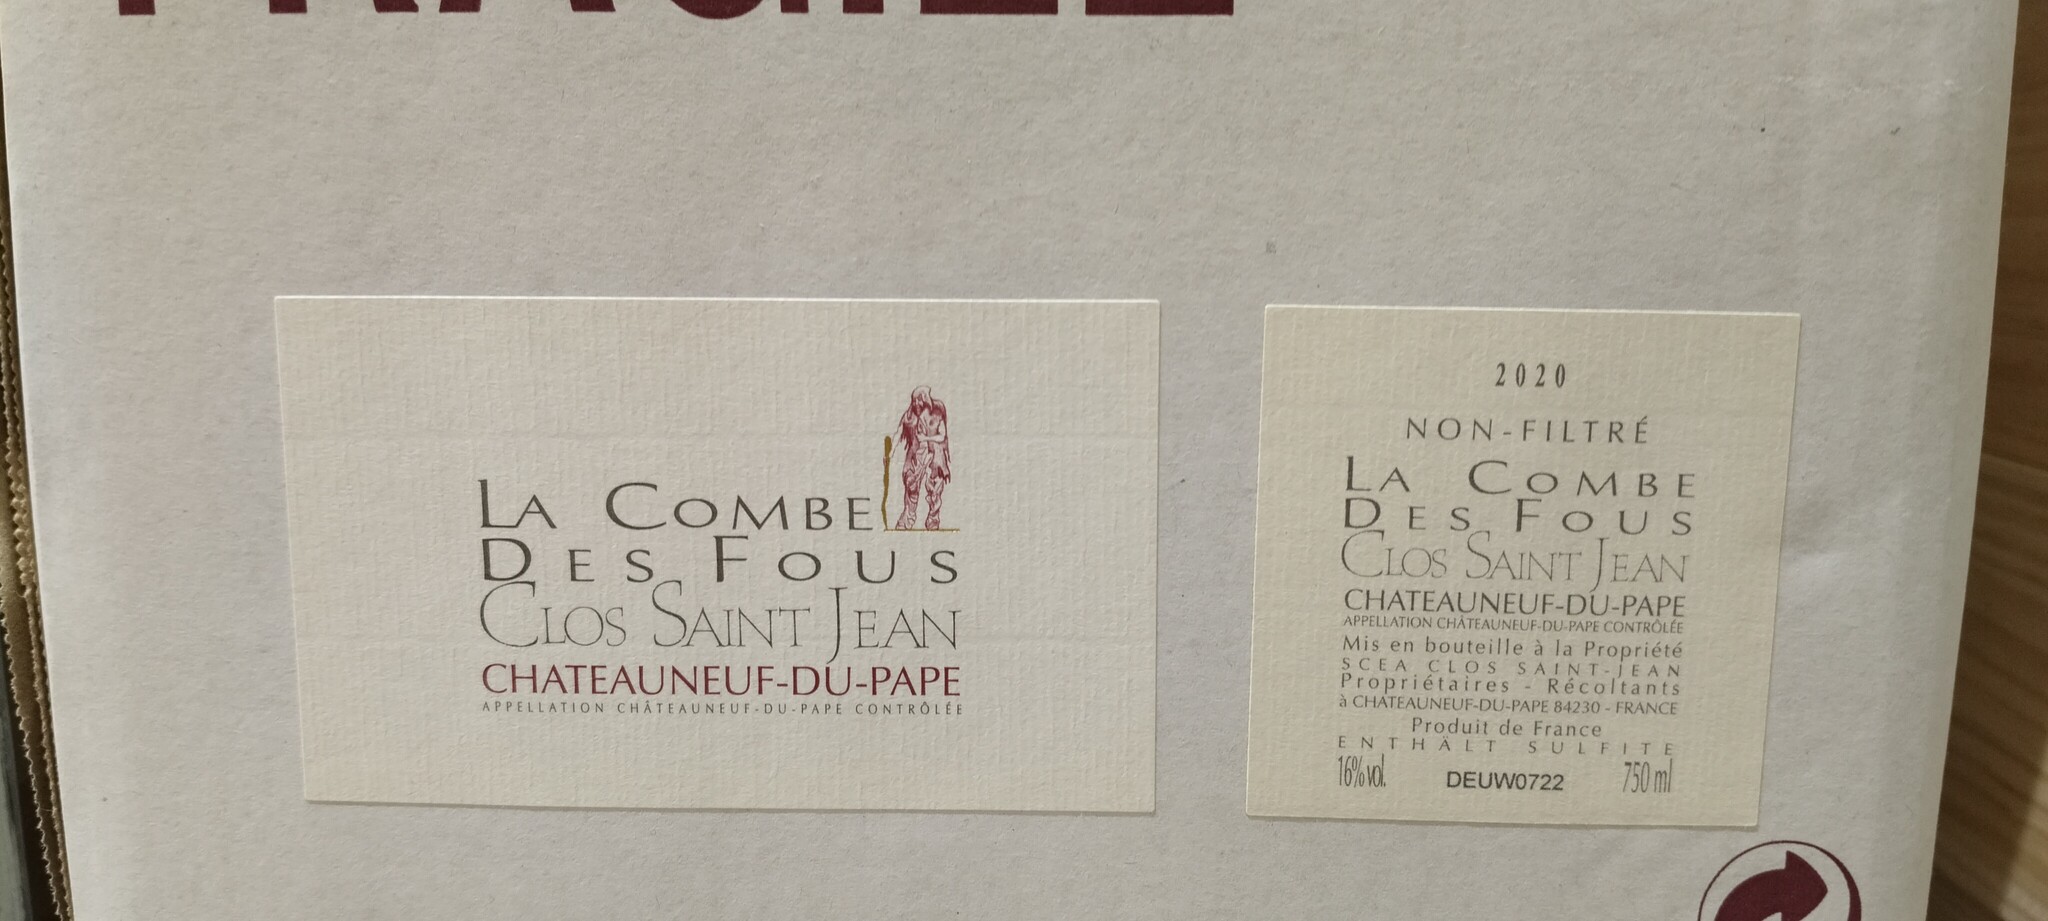 FRAGILE
LA COMBE
DES FOUS
CLOS SAINT JEAN
CHATEAUNEUF-DU-PAPE
APPELLATION CHÂTEAUNEUF-DU-PAPE CONTRÔLÉE
2020
NON-FILTRÉ
LA COMBE
DES FOUS
CLOS SAINT JEAN
CHATEAUNEUF-DU-PAPE
APPELLATION CHÂTEAUNEUF-DU-PAPE CONTRÔLÉE
Mis en bouteille à la Propriété
SCEA CLOS SAINT-JEAN
Propriétaires - Récoltants
à CHATEAUNEUF-DU-PAPE 84230 - FRANCE
Produit de France
ENTHÄLT SULFITE
16% vol. DEUW0722 750 ml